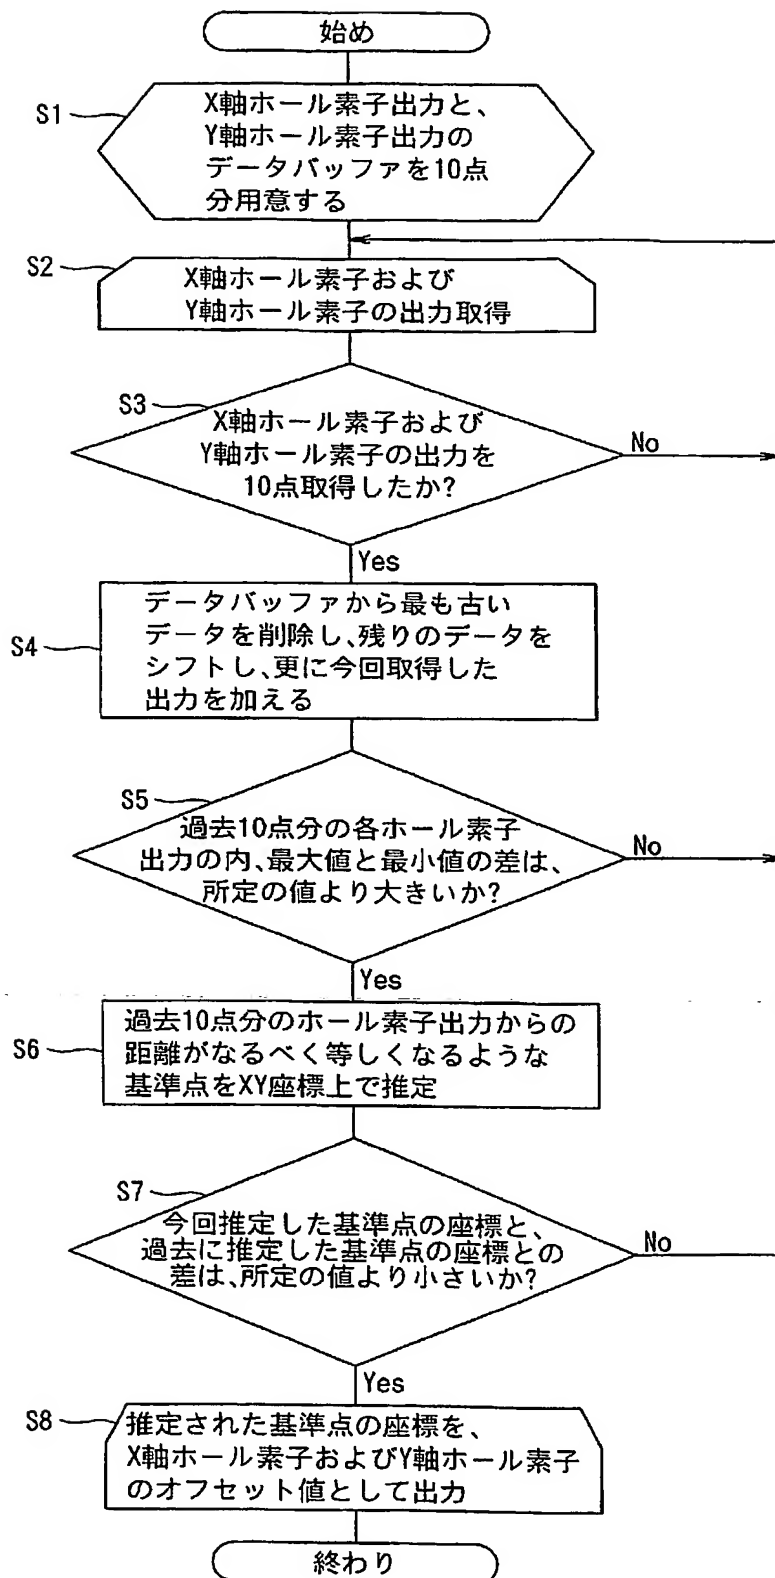 始め
S1
X軸ホール素子出力と、
Y軸ホール素子出力の
データバッファを10点
分用意する
S2
X軸ホール素子および
Y軸ホール素子の出力取得
S3
X軸ホール素子および
Y軸ホール素子の出力を
10点取得したか?
No
Yes
S4
データバッファから最も古い
データを削除し、残りのデータを
シフトし、更に今回取得した
出力を加える
S5
過去10点分の各ホール素子
出力の内、最大値と最小値の差は、
所定の値より大きいか?
No
Yes
S6
過去10点分のホール素子出力からの
距離がなるべく等しくなるような
基準点をXY座標上で推定
S7
今回推定した基準点の座標と、
過去に推定した基準点の座標との
差は、所定の値より小さいか?
No
Yes
S8
推定された基準点の座標を、
X軸ホール素子およびY軸ホール素子
のオフセット値として出力
終わり